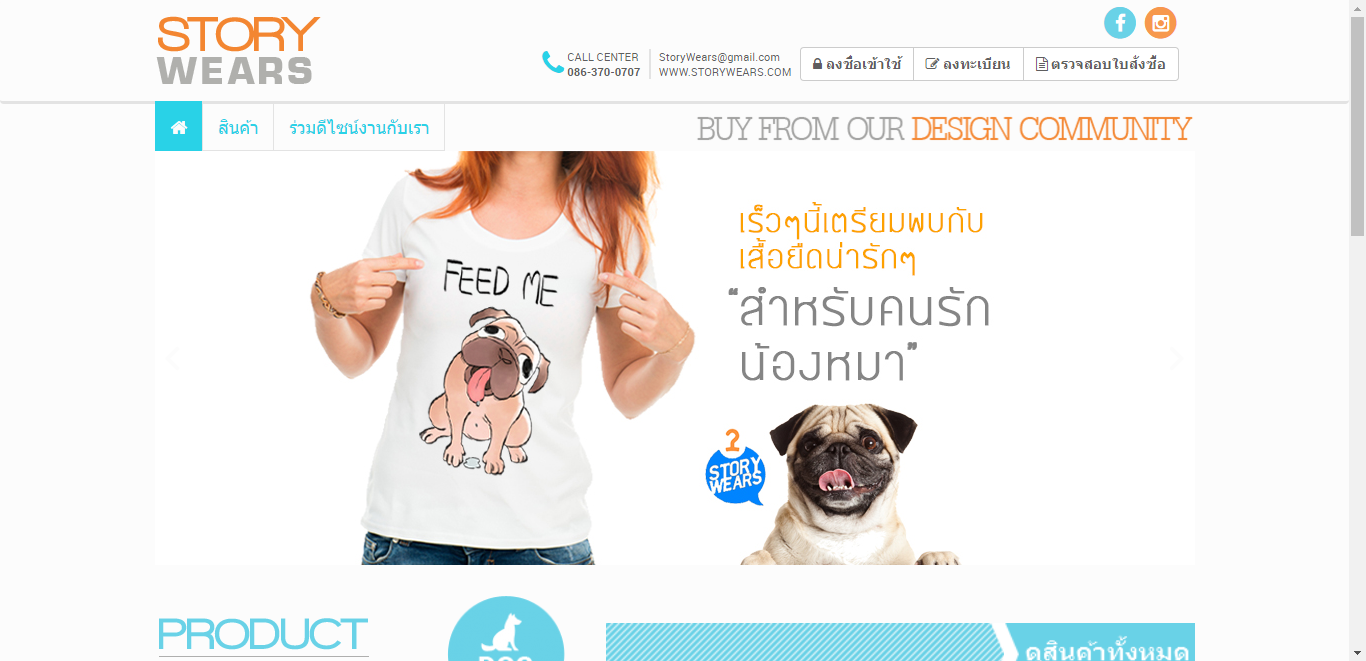 STORY
WEARS
CALL CENTER
086-370-0707
StoryWears@gmail.com
WWW.STORYWEARS.COM
ลงชื่อเข้าใช้
ลงทะเบียน
ตรวจสอบใบสั่งซื้อ
สินค้า
ร่วมดีไซน์งานกับเรา
BUY FROM OUR DESIGN COMMUNITY
FEED ME
เร็วๆนี้เตรียมพบกับ
เสื้อยืดน่ารักๆ
“สำหรับคนรัก
น้องหมา”
2
STORY
WEARS
PRODUCT
DOG
ดูสินค้าทั้งหมด